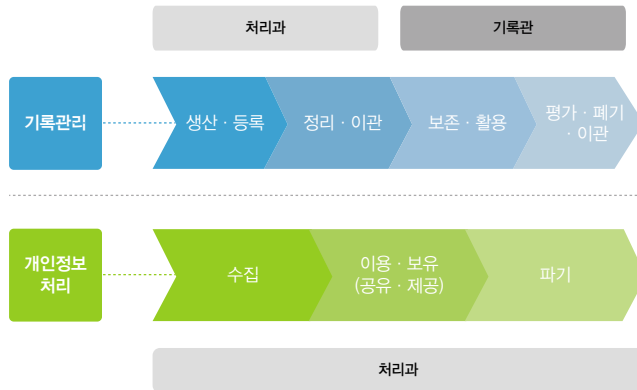 처리과
기록관
기록관리
생산 · 등록
정리 · 이관
보존 · 활용
평가 · 폐기
· 이관
개인정보
처리
수집
이용 · 보유
(공유 · 제공)
파기
처리과